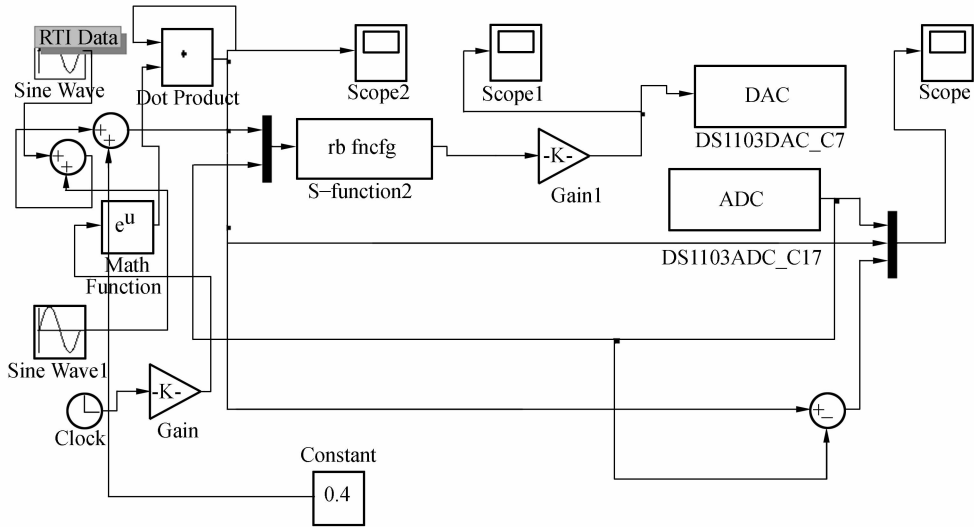 RTI Data
Sine Wave
Dot Product
Scope2
Scope1
DAC
DS1103DAC_C7
Scope
+
+
+
+
rb fncfg
S-function2
-K-
Gain1
ADC
DS1103ADC_C17
eu
Math
Function
Sine Wave1
Clock
-K-
Gain
+
-
Constant
0.4